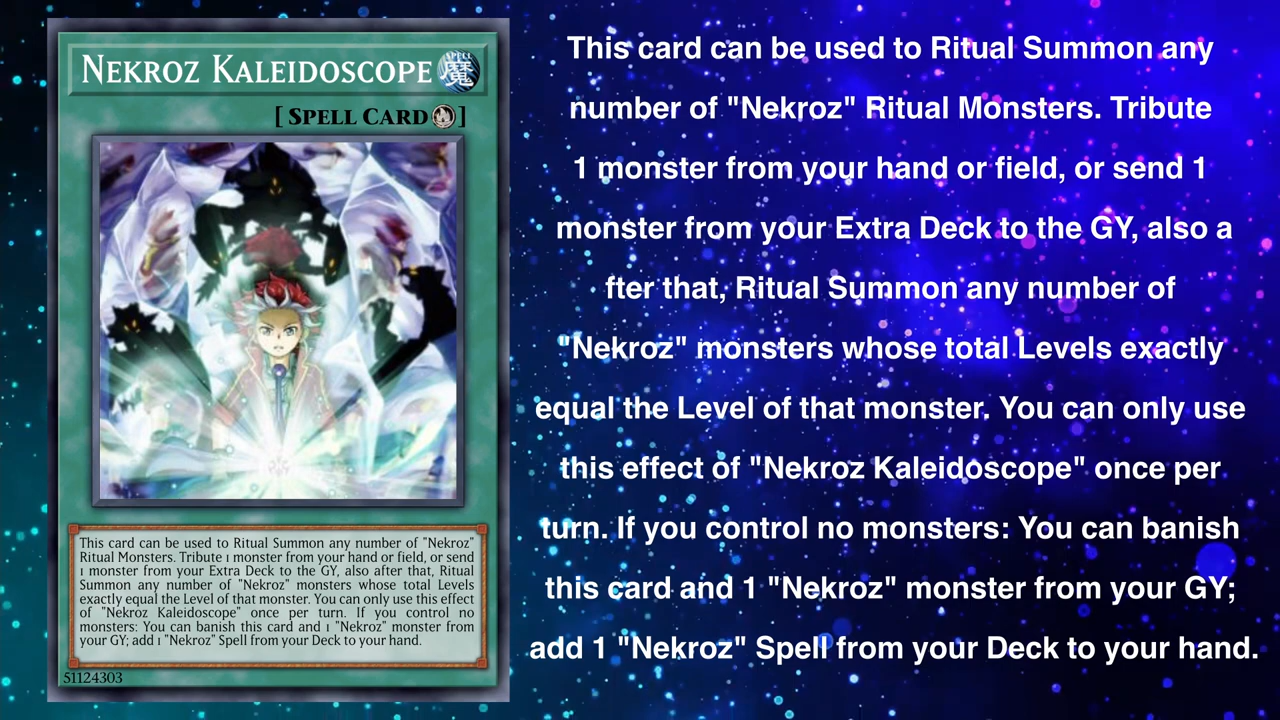 NEKROZ KALEIDOSCOPE
SPELL
魔
[ SPELL CARD ]
This card can be used to Ritual Summon any number of "Nekroz"
Ritual Monsters. Tribute 1 monster from your hand or field, or send
1 monster from your Extra Deck to the GY, also after that, Ritual
Summon any number of "Nekroz" monsters whose total Levels
exactly equal the Level of that monster. You can only use this effect
of "Nekroz Kaleidoscope" once per turn. If you control no
monsters: You can banish this card and 1 "Nekroz" monster from
your GY; add 1 "Nekroz" Spell from your Deck to your hand.
51124303
This card can be used to Ritual Summon any
number of "Nekroz" Ritual Monsters. Tribute
1 monster from your hand or field, or send 1
monster from your Extra Deck to the GY, also a
fter that, Ritual Summon any number of
"Nekroz" monsters whose total Levels exactly
equal the Level of that monster. You can only use
this effect of "Nekroz Kaleidoscope" once per
turn. If you control no monsters: You can banish
this card and 1 "Nekroz" monster from your GY;
add 1 "Nekroz" Spell from your Deck to your hand.